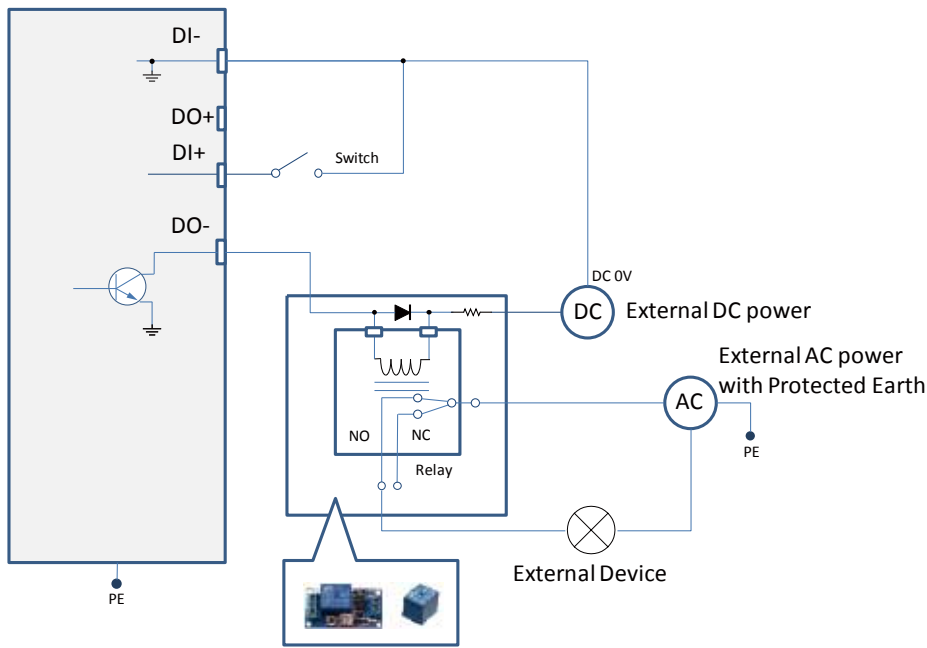 DI-
DO+
DI+
Switch
DO-
DC 0V
DC
External DC power
External AC power
with Protected Earth
AC
NO
NC
PE
Relay
External Device
PE